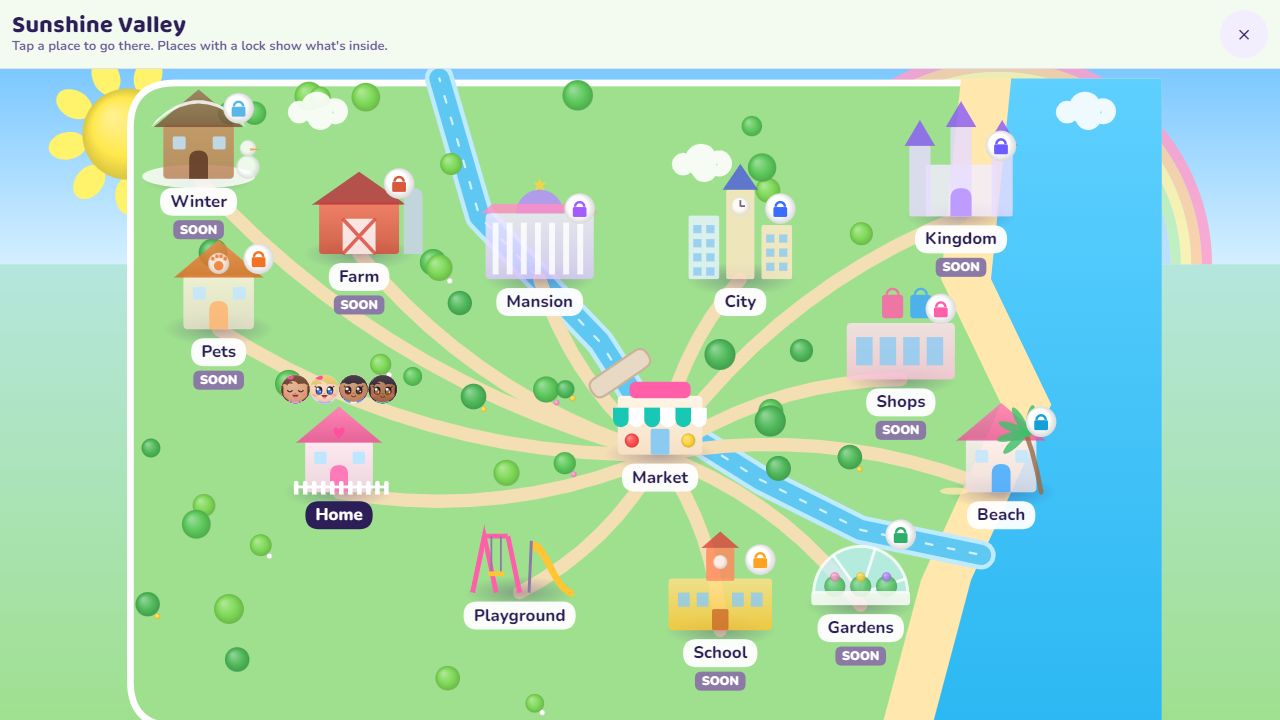 Sunshine Valley
Tap a place to go there. Places with a lock show what's inside.
Winter
SOON
Farm
SOON
Mansion
City
Kingdom
SOON
Pets
SOON
Shops
SOON
Market
Home
Beach
Playground
School
SOON
Gardens
SOON